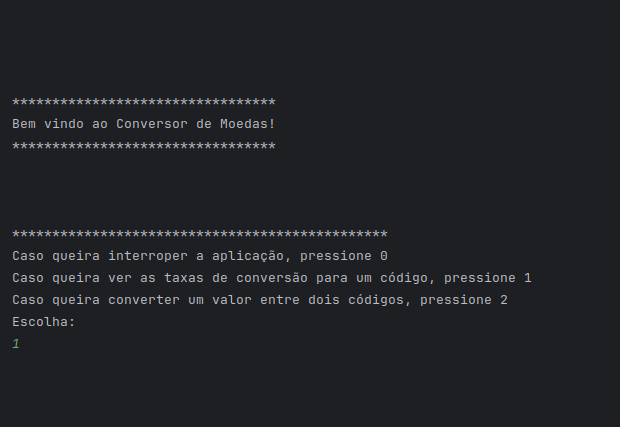 *********************************
Bem vindo ao Conversor de Moedas!
*********************************
***********************************************
Caso queira interroper a aplicação, pressione 0
Caso queira ver as taxas de conversão para um código, pressione 1
Caso queira converter um valor entre dois códigos, pressione 2
Escolha:
1